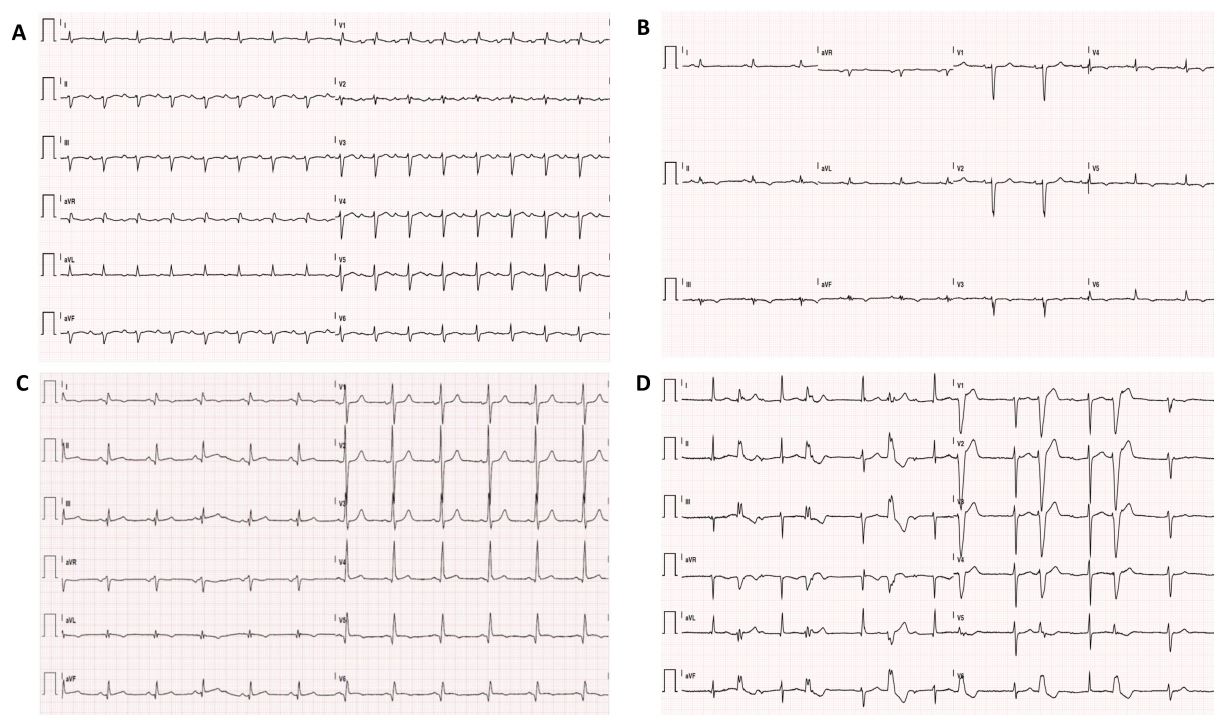 A
I V1
II V2
III V3
aVR V4
aVL V5
aVF V6
B
I aVR V1 V4
II aVL V2 V5
III aVF V3 V6
C
I V1
II V2
III V3
aVR V4
aVL V5
aVF V6
D
I V1
II V2
III V3
aVR V4
aVL V5
aVF V6